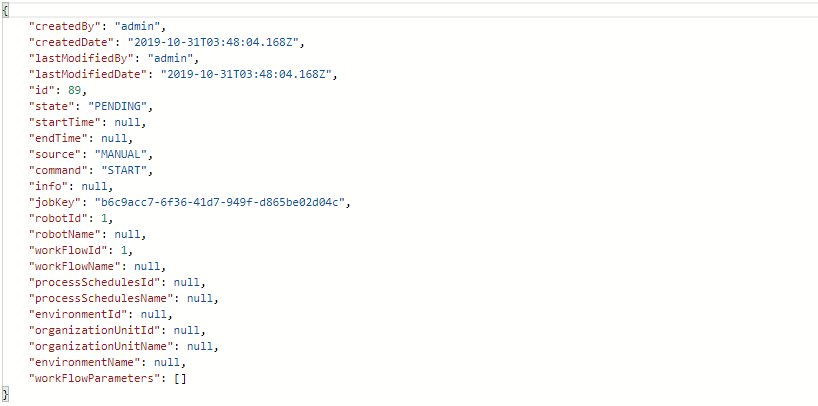 {
"createdBy": "admin",
"createdDate": "2019-10-31T03:48:04.168Z",
"lastModifiedBy": "admin",
"lastModifiedDate": "2019-10-31T03:48:04.168Z",
"id": 89,
"state": "PENDING",
"startTime": null,
"endTime": null,
"source": "MANUAL",
"command": "START",
"info": null,
"jobKey": "b6c9acc7-6f36-41d7-949f-d865be02d04c",
"robotId": 1,
"robotName": null,
"workFlowId": 1,
"workFlowName": null,
"processSchedulesId": null,
"processSchedulesName": null,
"environmentId": null,
"organizationUnitId": null,
"organizationUnitName": null,
"environmentName": null,
"workFlowParameters": []
}